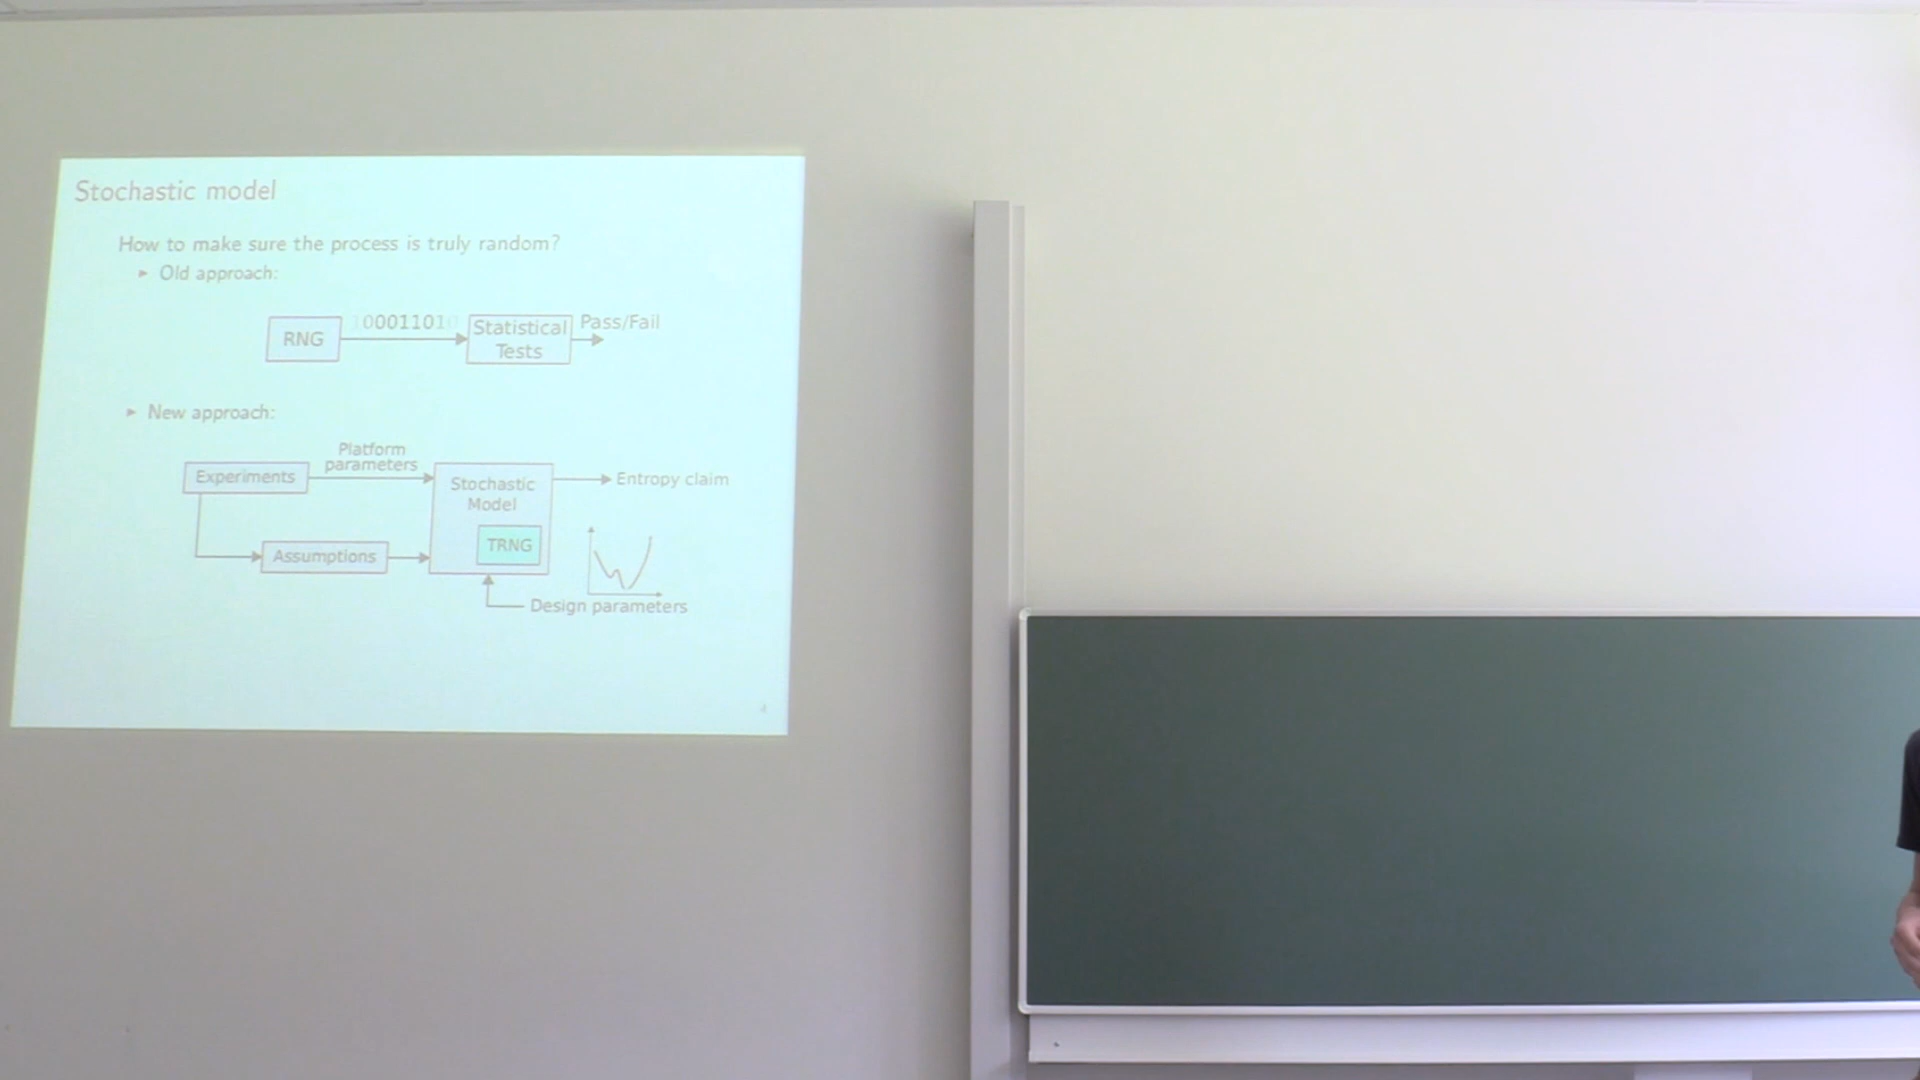 Stochastic model
How to make sure the process is truly random?
▸ Old approach:
RNG
100011010
Statistical
Tests
Pass/Fail
▸ New approach:
Experiments
Platform
parameters
Stochastic
Model
TRNG
Entropy claim
Assumptions
Design parameters